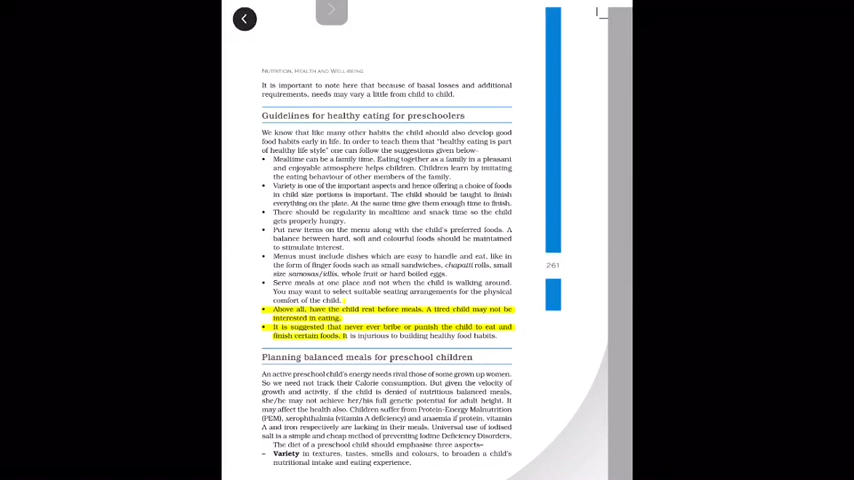 NUTRITION, HEALTH AND WELL-BEING
It is important to note here that because of basal losses and additional
requirements, needs may vary a little from child to child.
Guidelines for healthy eating for preschoolers
We know that like many other habits the child should also develop good
food habits early in life. In order to teach them that "healthy eating is part
of healthy life style" one can follow the suggestions given below–
• Mealtime can be a family time. Eating together as a family in a pleasant
and enjoyable atmosphere helps children. Children learn by imitating
the eating behaviour of other members of the family.
• Variety is one of the important aspects and hence offering a choice of foods
in child size portions is important. The child should be taught to finish
everything on the plate. At the same time give them enough time to finish.
• There should be regularity in mealtime and snack time so the child
gets properly hungry.
• Put new items on the menu along with the child's preferred foods. A
balance between hard, soft and colourful foods should be maintained
to stimulate interest.
• Menus must include dishes which are easy to handle and eat, like in
the form of finger foods such as small sandwiches, chapatti rolls, small
size samosas/idlis, whole fruit or hard boiled eggs.
• Serve meals at one place and not when the child is walking around.
You may want to select suitable seating arrangements for the physical
comfort of the child.
• Above all, have the child rest before meals. A tired child may not be
interested in eating.
• It is suggested that never ever bribe or punish the child to eat and
finish certain foods. It is injurious to building healthy food habits.
261
Planning balanced meals for preschool children
An active preschool child's energy needs rival those of some grown up women.
So we need not track their Calorie consumption. But given the velocity of
growth and activity, if the child is denied of nutritious balanced meals,
she/he may not achieve her/his full genetic potential for adult height. It
may affect the health also. Children suffer from Protein-Energy Malnutrition
(PEM), xerophthalmia (vitamin A deficiency) and anaemia if protein, vitamin
A and iron respectively are lacking in their meals. Universal use of iodised
salt is a simple and cheap method of preventing Iodine Deficiency Disorders.
The diet of a preschool child should emphasise three aspects–
– Variety in textures, tastes, smells and colours, to broaden a child's
nutritional intake and eating experience.